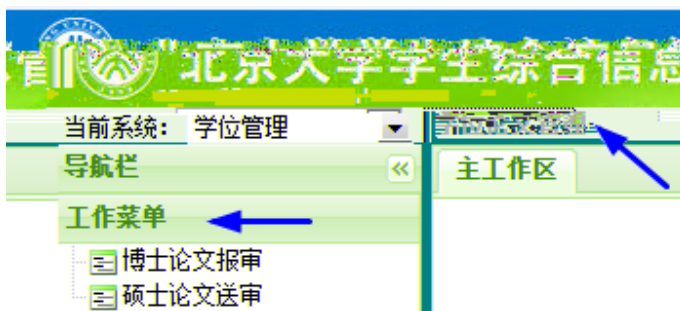 北京大学学生综合信息
当前系统： 学位管理
导航栏
主工作区
工作菜单
博士论文报审
硕士论文送审